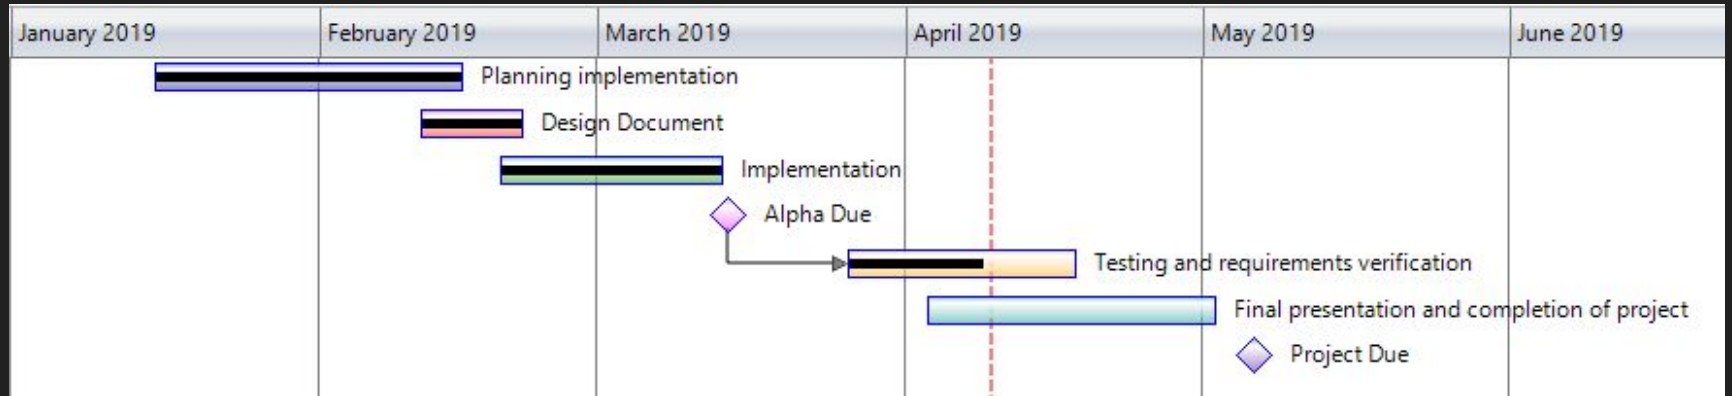 January 2019 February 2019 March 2019 April 2019 May 2019 June 2019
Planning implementation
Design Document
Implementation
Alpha Due
Testing and requirements verification
Final presentation and completion of project
Project Due